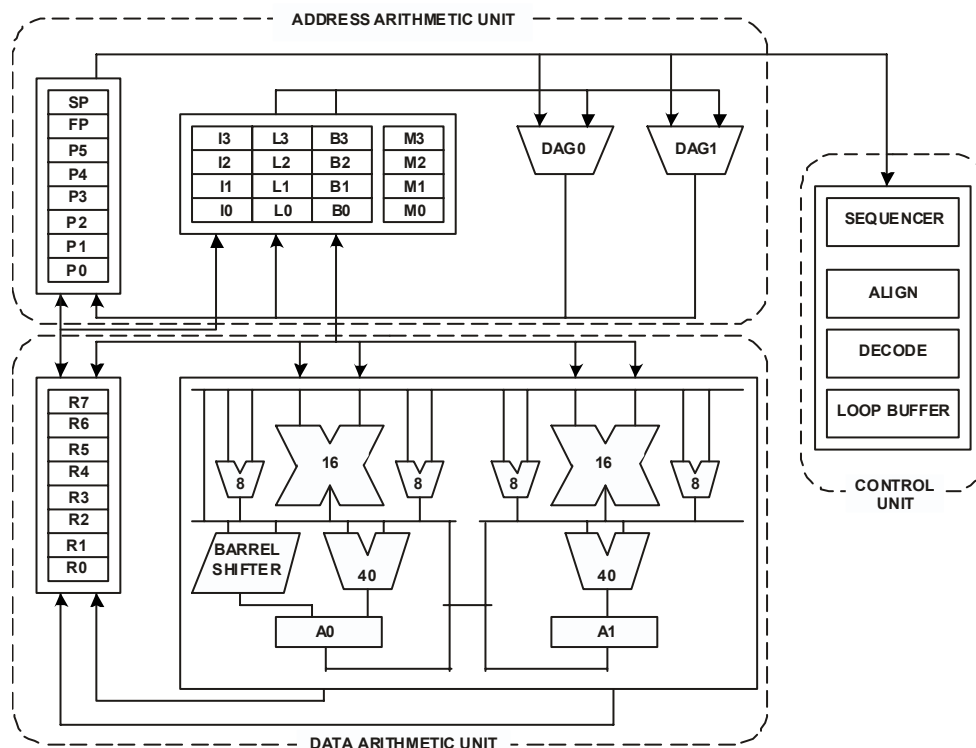 ADDRESS ARITHMETIC UNIT
SP
FP
P5
P4
P3
P2
P1
P0
I3 L3 B3 M3
I2 L2 B2 M2
I1 L1 B1 M1
I0 L0 B0 M0
DAG0
DAG1
SEQUENCER
ALIGN
DECODE
LOOP BUFFER
CONTROL
UNIT
R7
R6
R5
R4
R3
R2
R1
R0
8
16
8
8
16
8
BARREL
SHIFTER
40
40
A0
A1
DATA ARITHMETIC UNIT